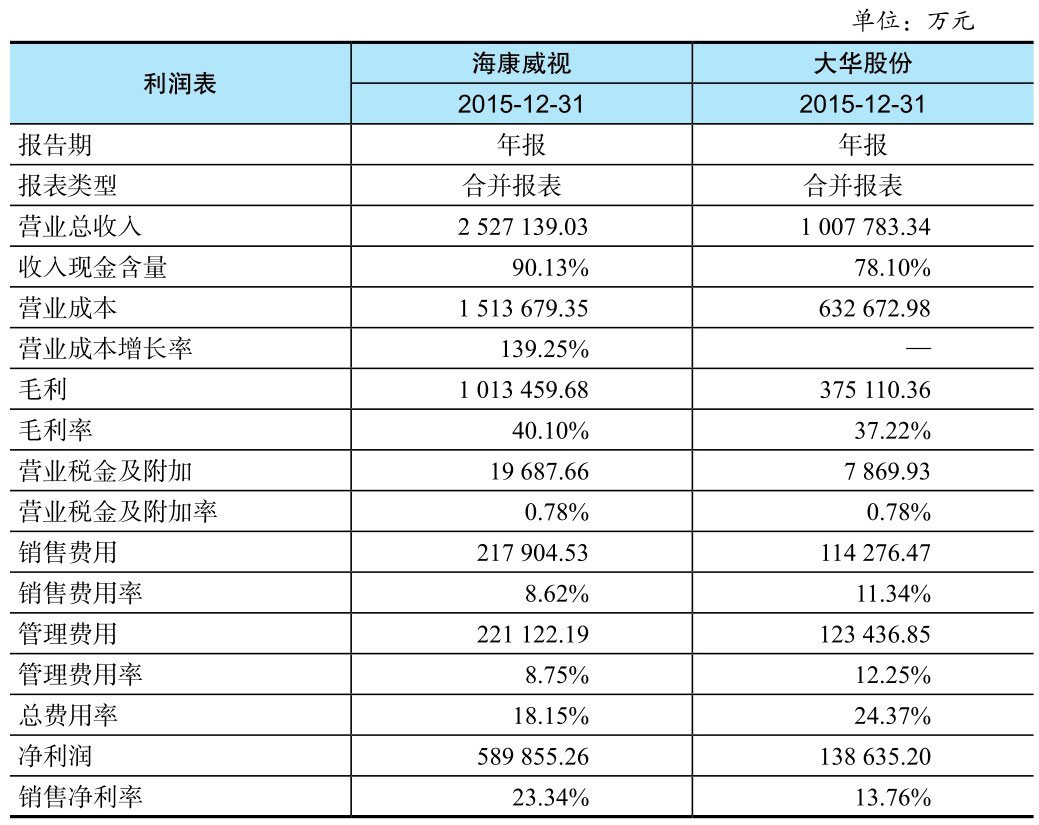 单位：万元
利润表 海康威视 大华股份
2015-12-31 2015-12-31
报告期 年报 年报
报表类型 合并报表 合并报表
营业总收入 2 527 139.03 1 007 783.34
收入现金含量 90.13% 78.10%
营业成本 1 513 679.35 632 672.98
营业成本增长率 139.25% —
毛利 1 013 459.68 375 110.36
毛利率 40.10% 37.22%
营业税金及附加 19 687.66 7 869.93
营业税金及附加率 0.78% 0.78%
销售费用 217 904.53 114 276.47
销售费用率 8.62% 11.34%
管理费用 221 122.19 123 436.85
管理费用率 8.75% 12.25%
总费用率 18.15% 24.37%
净利润 589 855.26 138 635.20
销售净利率 23.34% 13.76%